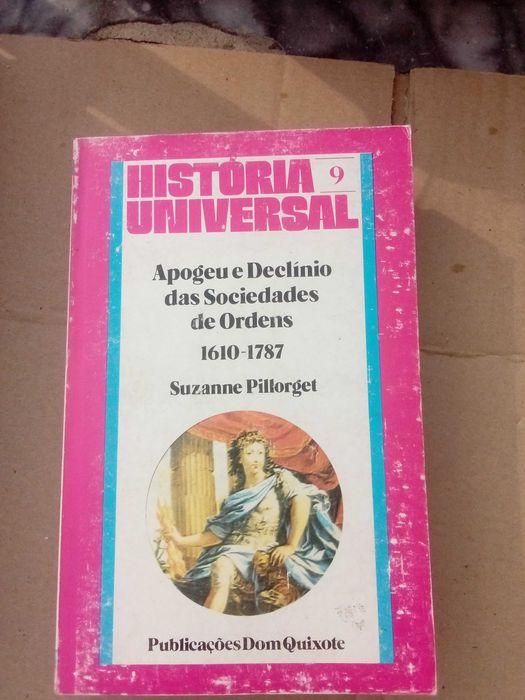 HISTÓRIA 9
UNIVERSAL
Apogeu e Declínio
das Sociedades
de Ordens
1610-1787
Suzanne Pillorget
Publicações Dom Quixote